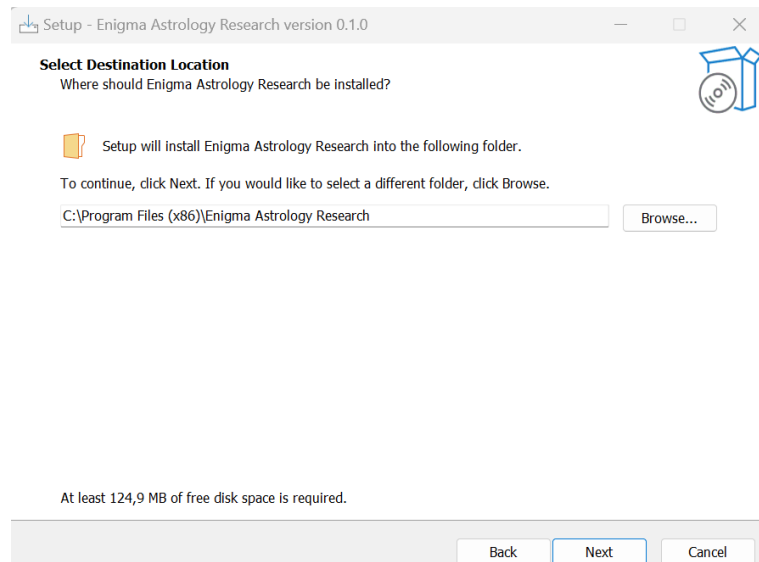 Setup - Enigma Astrology Research version 0.1.0
Select Destination Location
Where should Enigma Astrology Research be installed?
Setup will install Enigma Astrology Research into the following folder.
To continue, click Next. If you would like to select a different folder, click Browse.
C:\Program Files (x86)\Enigma Astrology Research
Browse...
At least 124,9 MB of free disk space is required.
Back Next Cancel